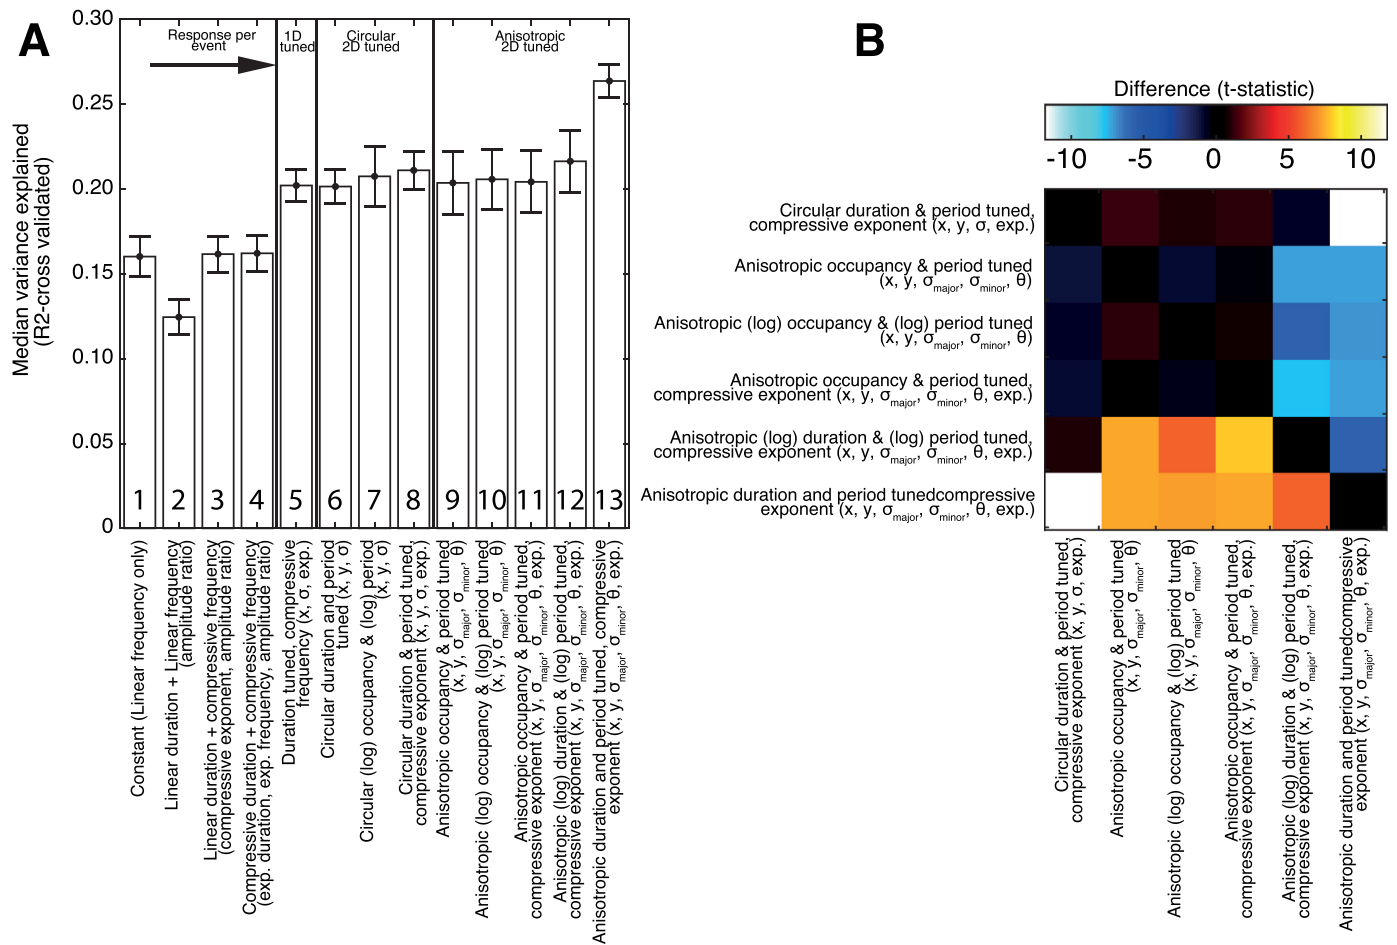 A
0.30
0.25
0.20
0.15
0.10
0.05
0
Median variance explained
(R2-cross validated)
Response per
event
1D
tuned
Circular
2D tuned
Anisotropic
2D tuned
1
2
3
4
5
6
7
8
9
10
11
12
13
Constant (Linear frequency only)
Linear duration + Linear frequency
(amplitude ratio)
Linear duration + compressive frequency
(compressive exponent, amplitude ratio)
Compressive duration + compressive frequency
(exp. duration, exp. frequency, amplitude ratio)
Duration tuned, compressive
frequency (x, σ, exp.)
Circular duration and period
tuned (x, y, σ)
Circular (log) occupancy & (log) period
(x, y, σ)
Circular duration & period tuned,
compressive exponent (x, y, σ, exp.)
Anisotropic occupancy & period tuned
(x, y, σmajor, σminor, θ)
Anisotropic (log) occupancy & (log) period tuned
(x, y, σmajor, σminor, θ)
Anisotropic occupancy & period tuned,
compressive exponent (x, y, σmajor, σminor, θ, exp.)
Anisotropic (log) duration & (log) period tuned,
compressive exponent (x, y, σmajor, σminor, θ, exp.)
Anisotropic duration and period tuned, compressive
exponent (x, y, σmajor, σminor, θ, exp.)
B
Difference (t-statistic)
-10 -5 0 5 10
Circular duration & period tuned,
compressive exponent (x, y, σ, exp.)
Anisotropic occupancy & period tuned
(x, y, σmajor, σminor, θ)
Anisotropic (log) occupancy & (log) period tuned
(x, y, σmajor, σminor, θ)
Anisotropic occupancy & period tuned,
compressive exponent (x, y, σmajor, σminor, θ, exp.)
Anisotropic (log) duration & (log) period tuned,
compressive exponent (x, y, σmajor, σminor, θ, exp.)
Anisotropic duration and period tunedcompressive
exponent (x, y, σmajor, σminor, θ, exp.)
Circular duration & period tuned,
compressive exponent (x, y, σ, exp.)
Anisotropic occupancy & period tuned
(x, y, σmajor, σminor, θ)
Anisotropic (log) occupancy & (log) period tuned
(x, y, σmajor, σminor, θ)
Anisotropic occupancy & period tuned,
compressive exponent (x, y, σmajor, σminor, θ, exp.)
Anisotropic (log) duration & (log) period tuned,
compressive exponent (x, y, σmajor, σminor, θ, exp.)
Anisotropic duration and period tunedcompressive
exponent (x, y, σmajor, σminor, θ, exp.)